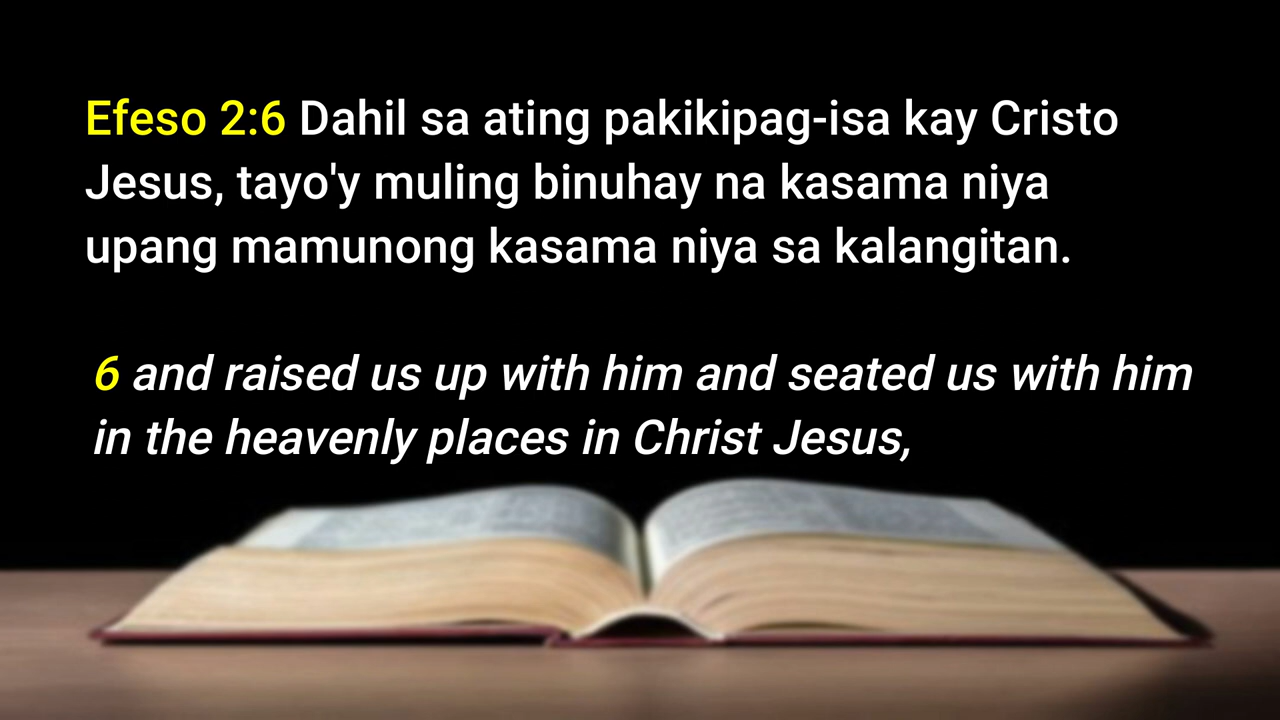 Efeso 2:6 Dahil sa ating pakikipag-isa kay Cristo
Jesus, tayo'y muling binuhay na kasama niya
upang mamunong kasama niya sa kalangitan.
6 and raised us up with him and seated us with him
in the heavenly places in Christ Jesus,